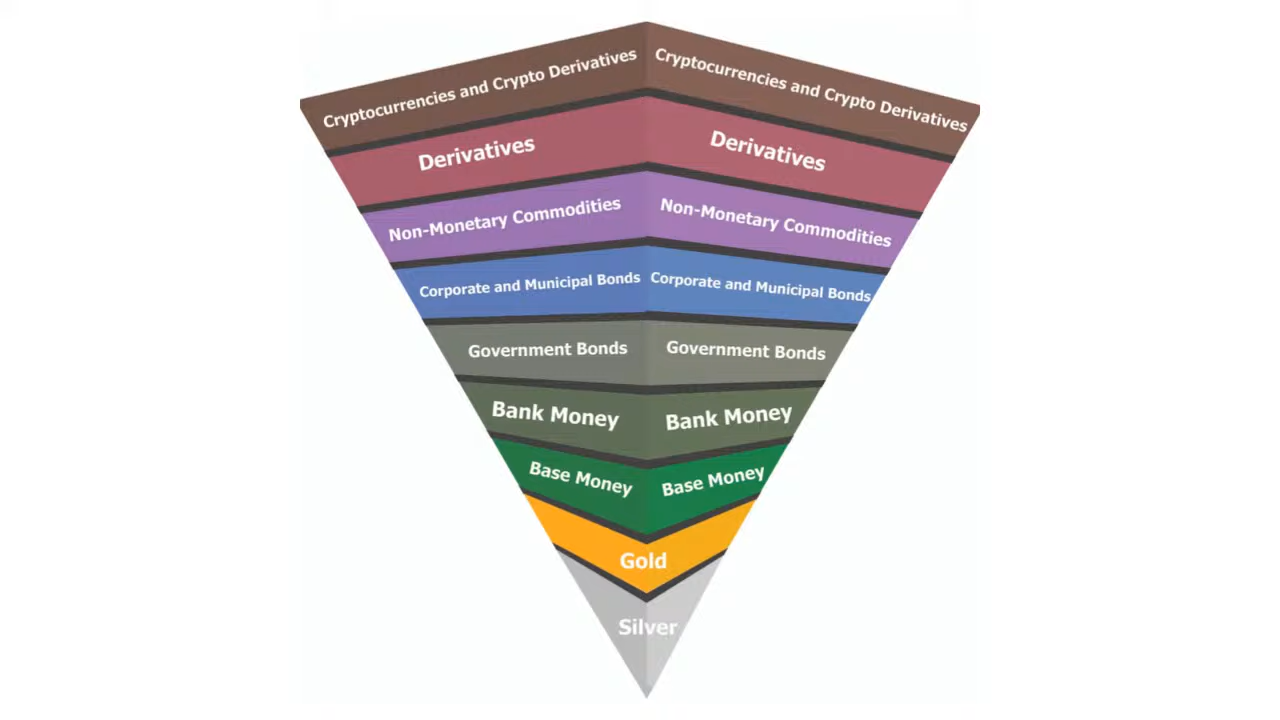 Cryptocurrencies and Crypto Derivatives
Cryptocurrencies and Crypto Derivatives
Derivatives
Derivatives
Non-Monetary Commodities
Non-Monetary Commodities
Corporate and Municipal Bonds
Corporate and Municipal Bonds
Government Bonds
Government Bonds
Bank Money
Bank Money
Base Money
Base Money
Gold
Silver